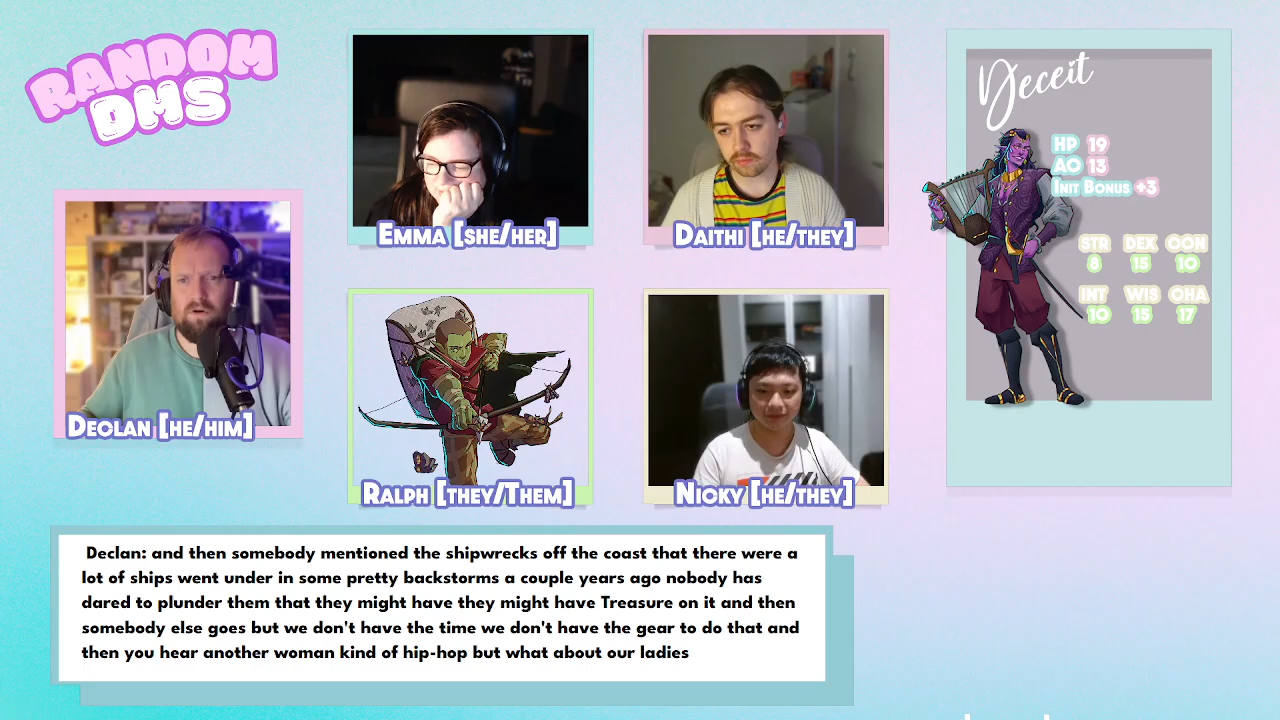 RANDOM
DMS
Emma [she/her]
Daithi [he/they]
Declan [he/him]
Ralph [they/Them]
Nicky [he/they]
Deceit
HP 19
AC 13
Init Bonus +3
STR DEX CON
8 15 10
INT WIS CHA
10 15 17
Declan: and then somebody mentioned the shipwrecks off the coast that there were a
lot of ships went under in some pretty backstorms a couple years ago nobody has
dared to plunder them that they might have they might have Treasure on it and then
somebody else goes but we don't have the time we don't have the gear to do that and
then you hear another woman kind of hip-hop but what about our ladies